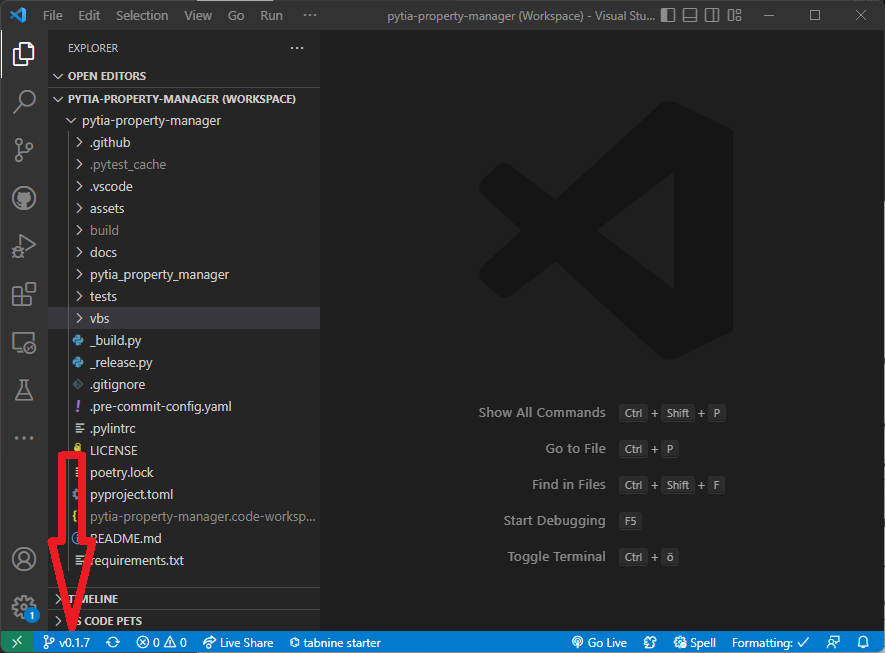 File Edit Selection View Go Run ··· pytia-property-manager (Workspace) - Visual Stu...
EXPLORER ···
OPEN EDITORS
PYTIA-PROPERTY-MANAGER (WORKSPACE)
pytia-property-manager
.github
.pytest_cache
.vscode
assets
build
docs
pytia_property_manager
tests
vbs
_build.py
_release.py
.gitignore
.pre-commit-config.yaml
.pylintrc
LICENSE
poetry.lock
pyproject.toml
pytia-property-manager.code-worksp...
README.md
requirements.txt
TIMELINE
CODE PETS
Show All Commands Ctrl + Shift + P
Go to File Ctrl + P
Find in Files Ctrl + Shift + F
Start Debugging F5
Toggle Terminal Ctrl + ö
1
v0.1.7 0 0 Live Share tabnine starter Go Live Spell Formatting: ✓